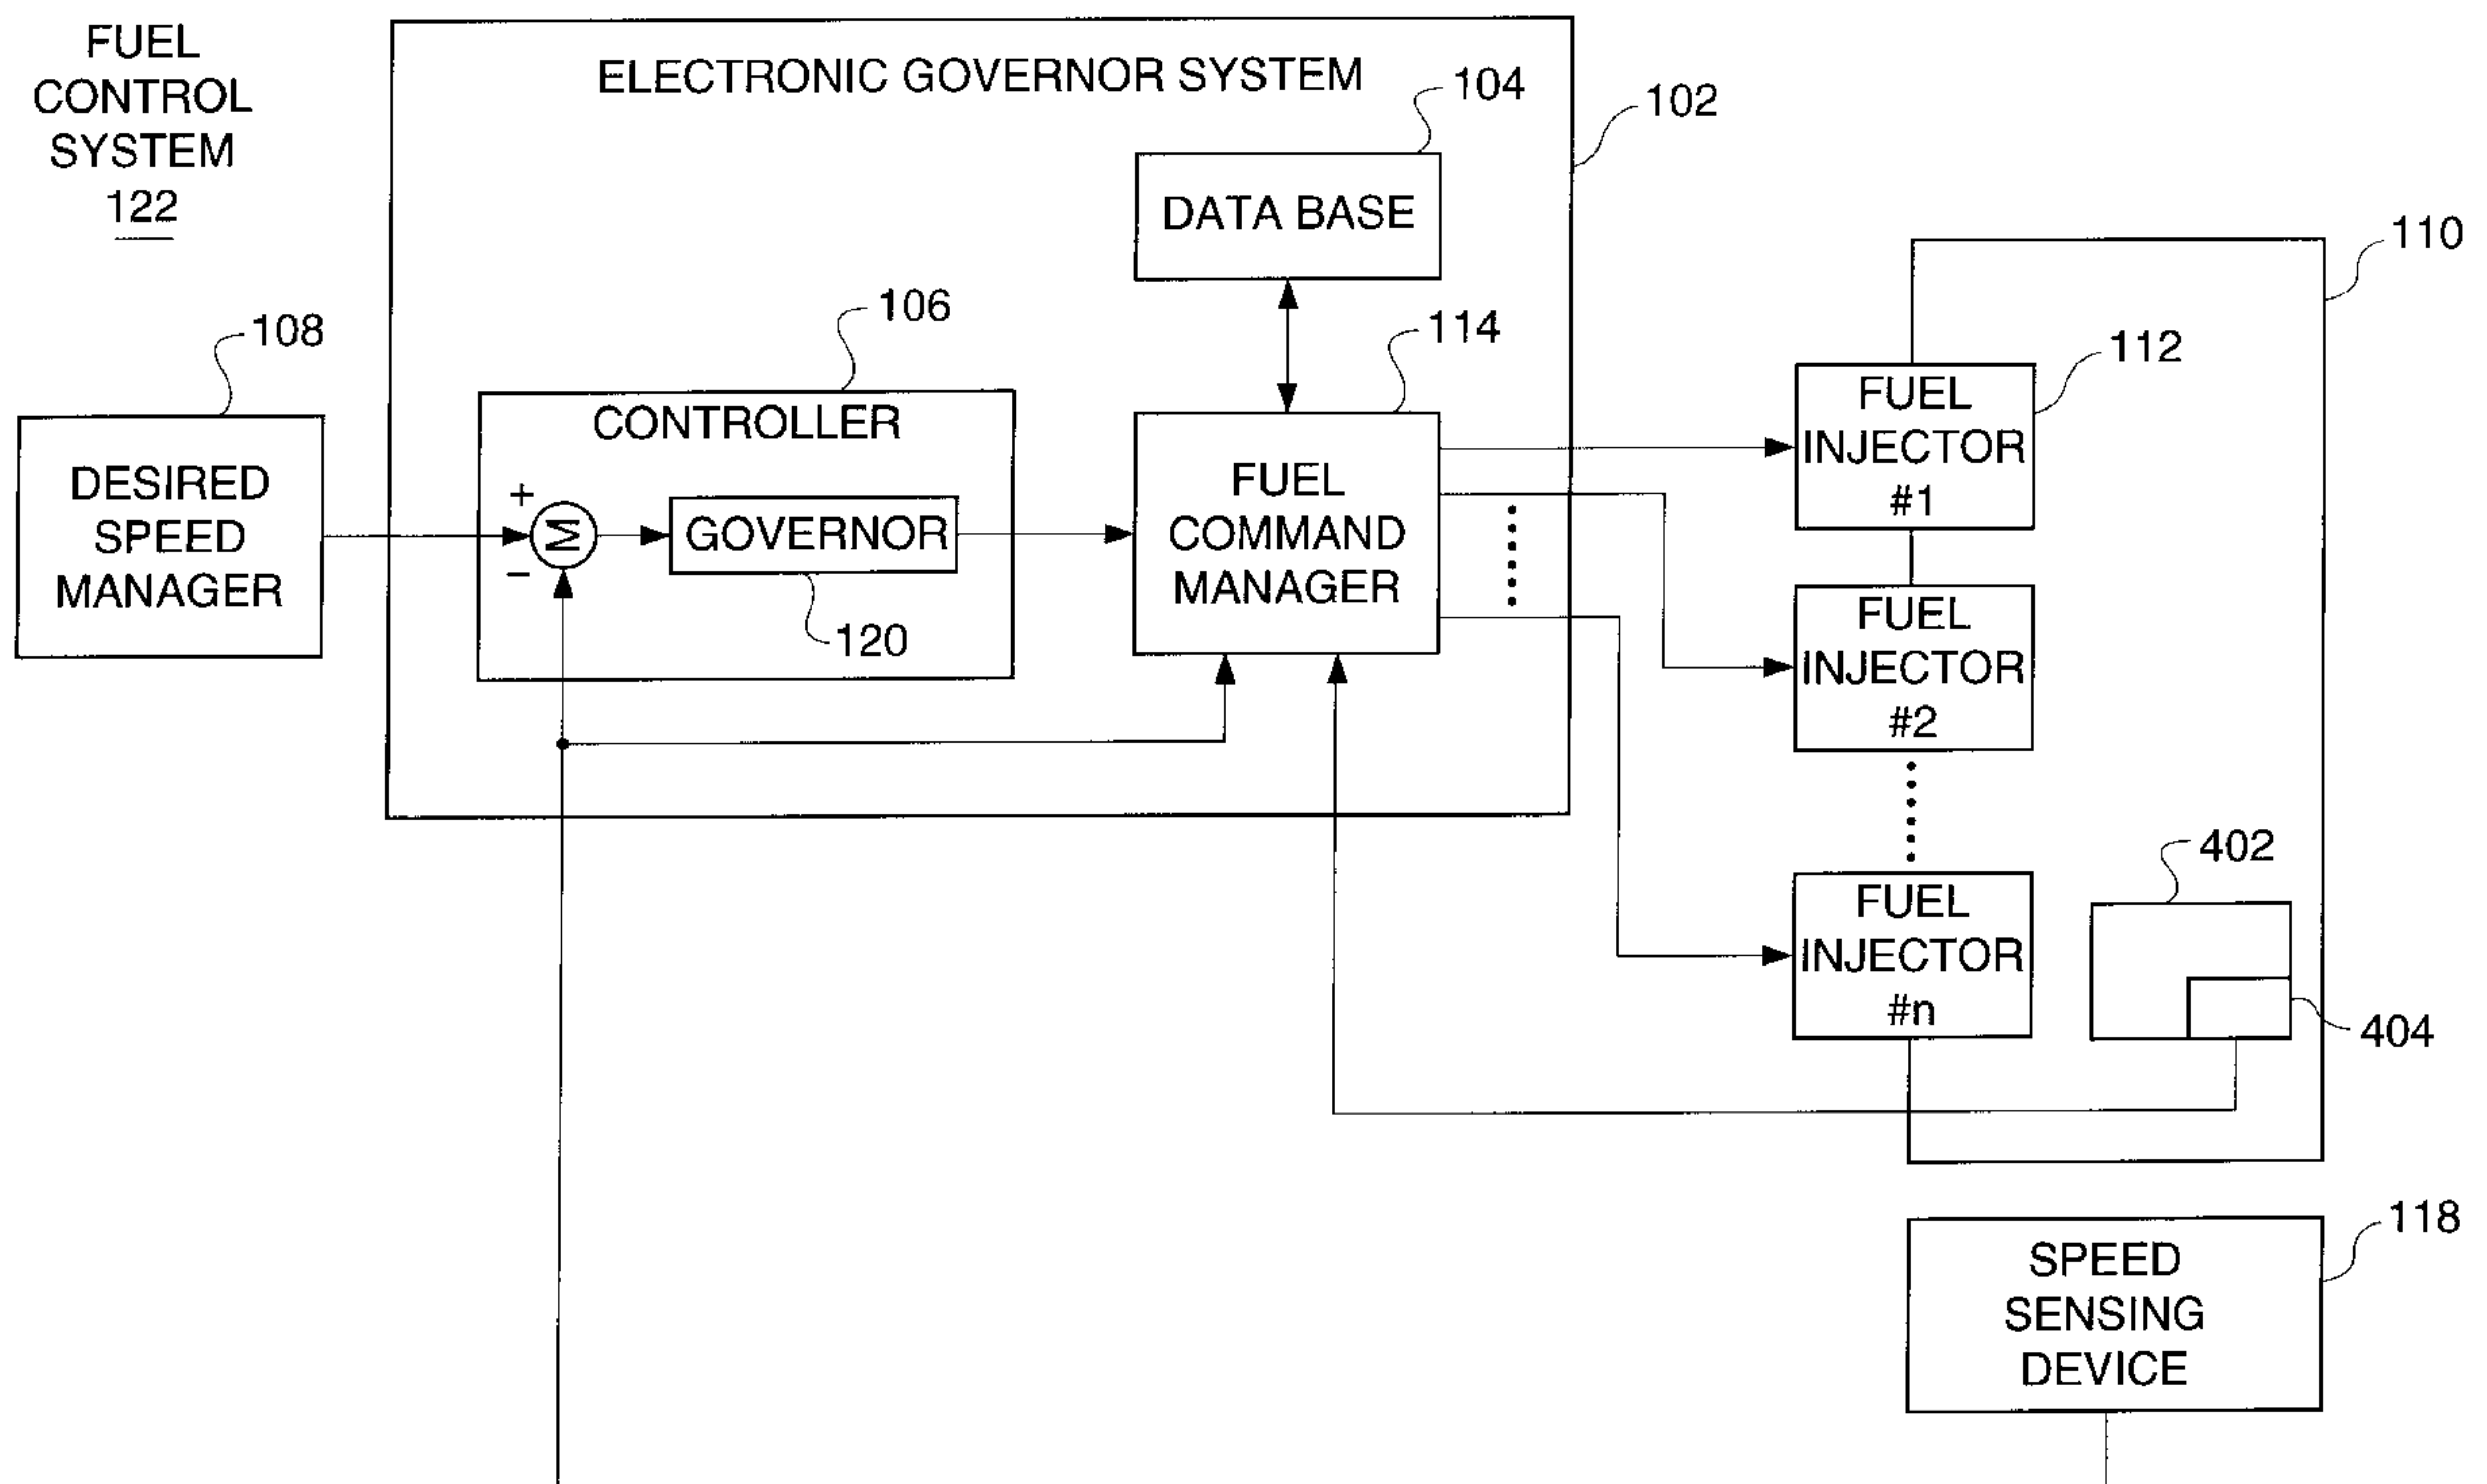 FUEL
CONTROL
SYSTEM
122
ELECTRONIC GOVERNOR SYSTEM
104
102
DATA BASE
110
108
106
114
112
DESIRED
SPEED
MANAGER
CONTROLLER
+
Σ
−
GOVERNOR
120
FUEL
COMMAND
MANAGER
FUEL
INJECTOR
#1
FUEL
INJECTOR
#2
FUEL
INJECTOR
#n
402
404
118
SPEED
SENSING
DEVICE